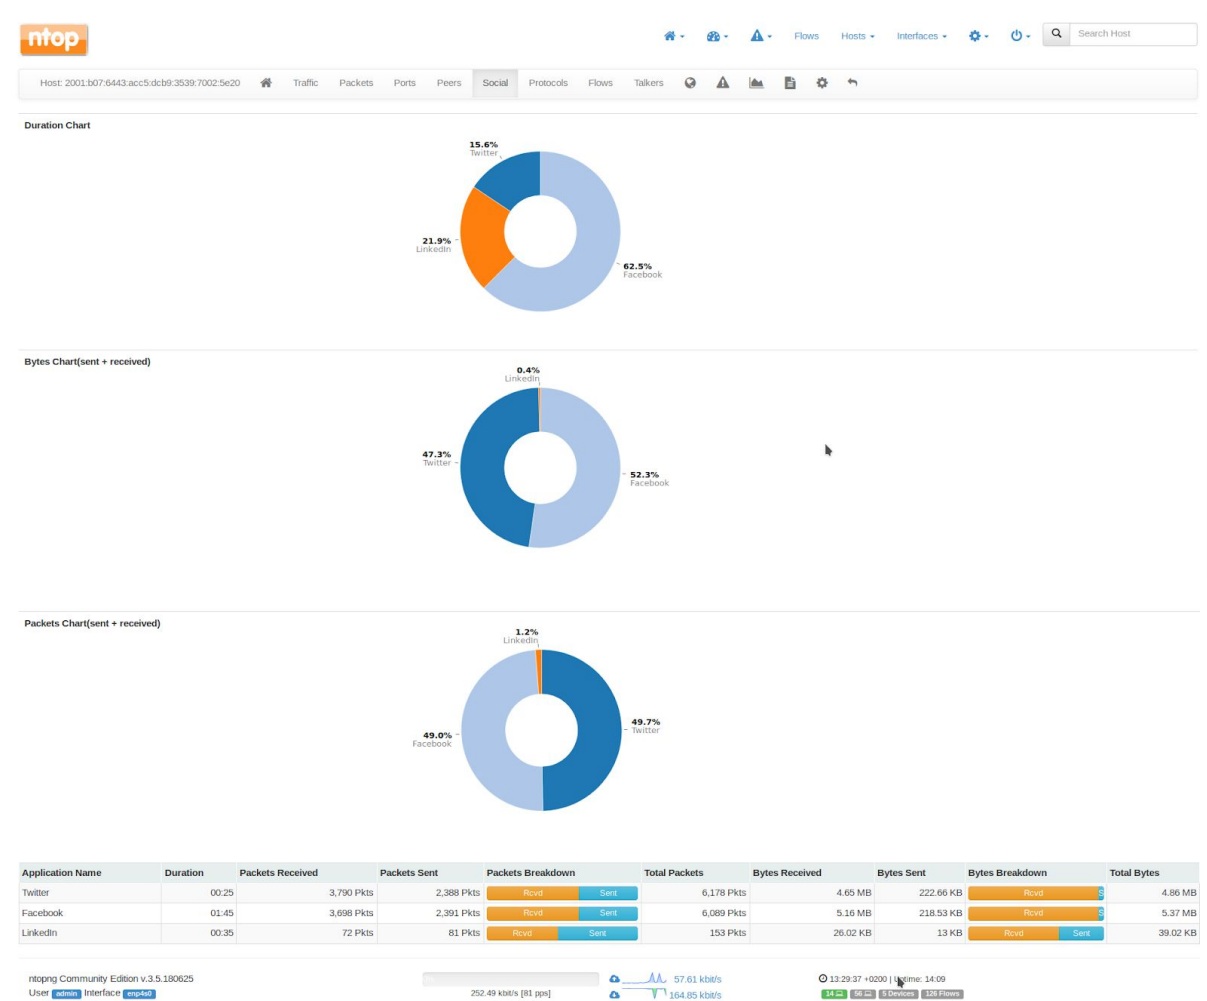 ntop
Flows Hosts Interfaces Search Host
Host: 2001:b07:6443:acc5:dcb9:3539:7002:5e20 Traffic Packets Ports Peers Social Protocols Flows Talkers
Duration Chart
15.6%
Twitter
21.9%
LinkedIn
62.5%
Facebook
Bytes Chart(sent + received)
0.4%
LinkedIn
47.3%
Twitter
52.3%
Facebook
Packets Chart(sent + received)
1.2%
LinkedIn
49.7%
Twitter
49.0%
Facebook
Application Name Duration Packets Received Packets Sent Packets Breakdown Total Packets Bytes Received Bytes Sent Bytes Breakdown Total Bytes
Twitter 00:25 3,790 Pkts 2,388 Pkts Rcvd Sent 6,178 Pkts 4.65 MB 222.66 KB Rcvd S 4.86 MB
Facebook 01:45 3,698 Pkts 2,391 Pkts Rcvd Sent 6,089 Pkts 5.16 MB 218.53 KB Rcvd S 5.37 MB
LinkedIn 00:35 72 Pkts 81 Pkts Rcvd Sent 153 Pkts 26.02 KB 13 KB Rcvd Sent 39.02 KB
ntopng Community Edition v.3.5.180625 57.61 kbit/s 13:29:37 +0200 | Uptime: 14:09
User admin Interface enp4s0 252.49 kbit/s [81 pps] 164.85 kbit/s 14 56 5 Devices 126 Flows